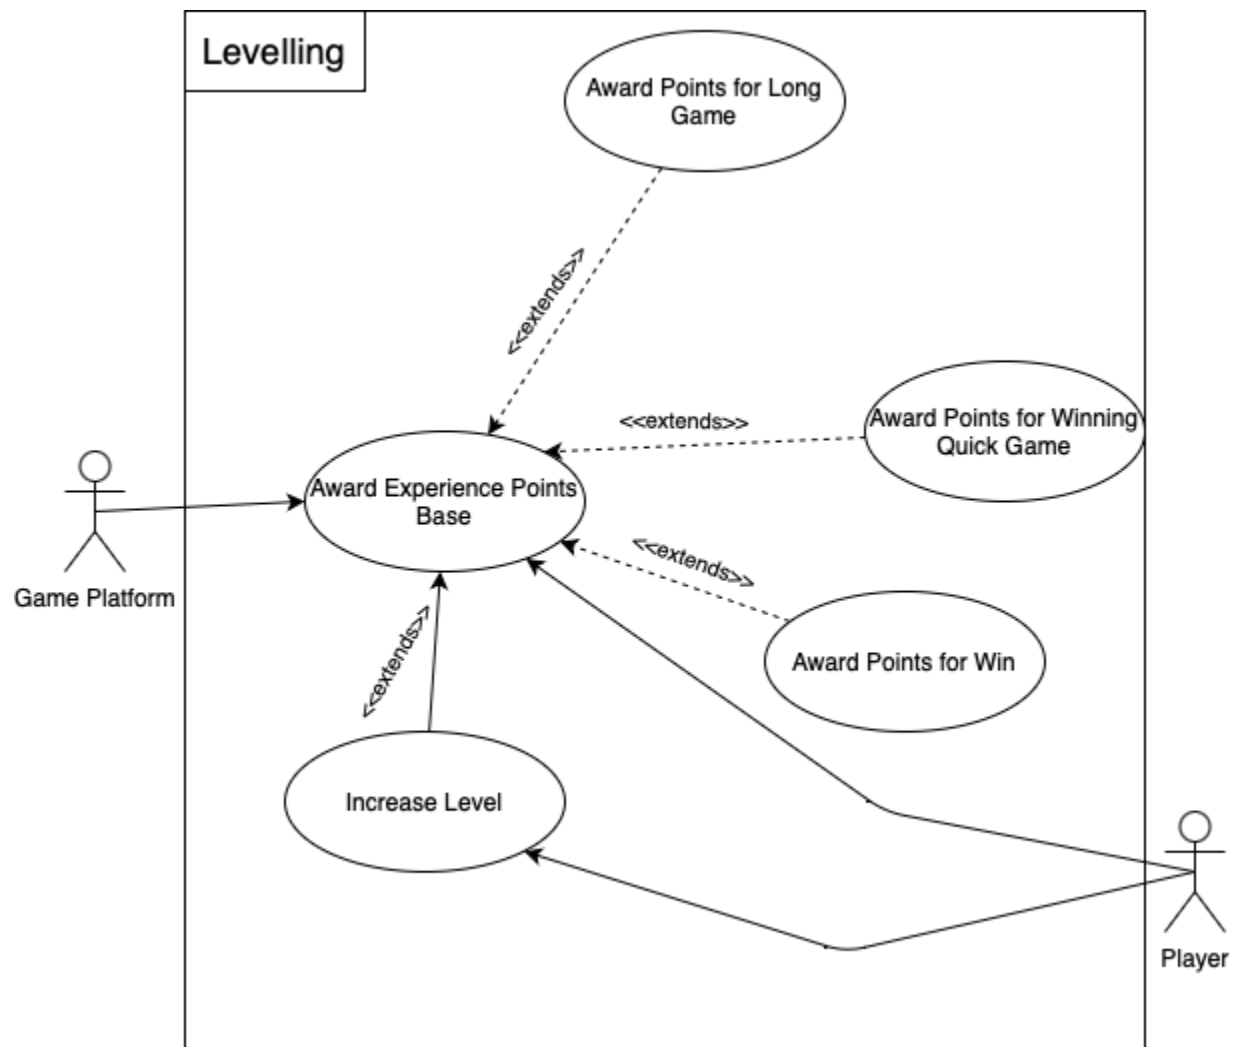 Levelling
Award Points for Long
Game
<<extends>>
<<extends>>
Award Points for Winning
Quick Game
Award Experience Points
Base
<<extends>>
Game Platform
<<extends>>
Award Points for Win
Increase Level
Player